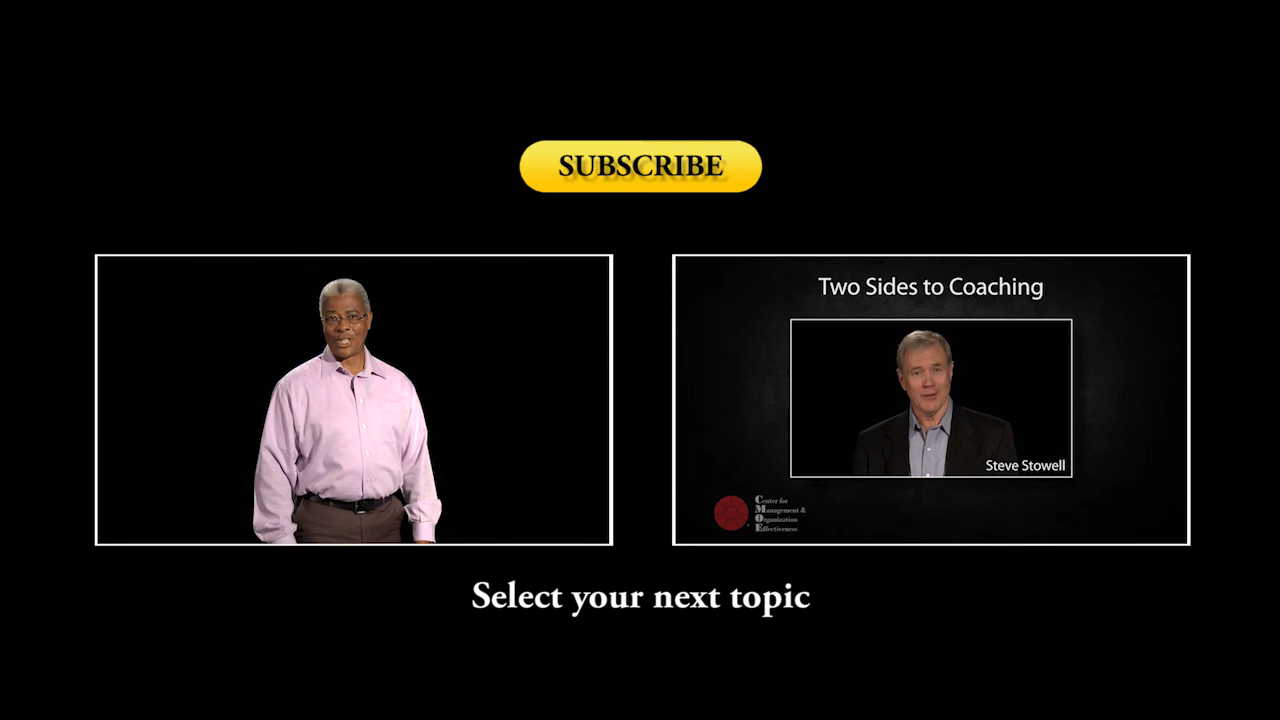 SUBSCRIBE
Two Sides to Coaching
Steve Stowell
Center for
Management &
Organization
Effectiveness
Select your next topic